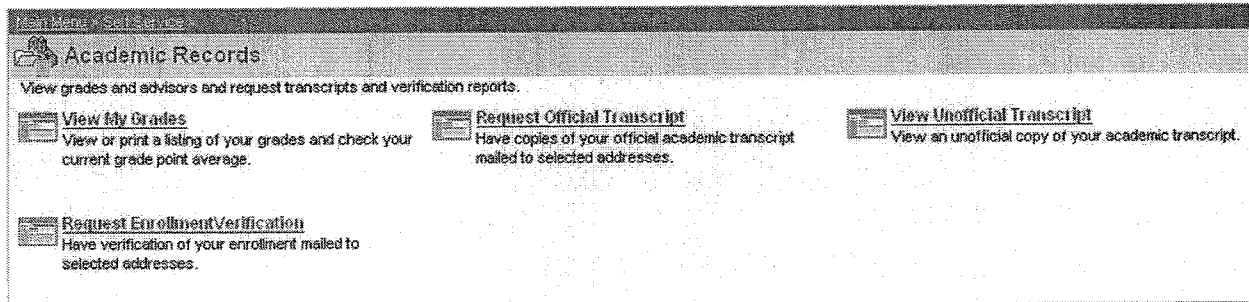 Main Menu > Self Service >
Academic Records
View grades and advisors and request transcripts and verification reports.
View My Grades
View or print a listing of your grades and check your
current grade point average.
Request Official Transcript
Have copies of your official academic transcript
mailed to selected addresses.
View Unofficial Transcript
View an unofficial copy of your academic transcript.
Request EnrollmentVerification
Have verification of your enrollment mailed to
selected addresses.